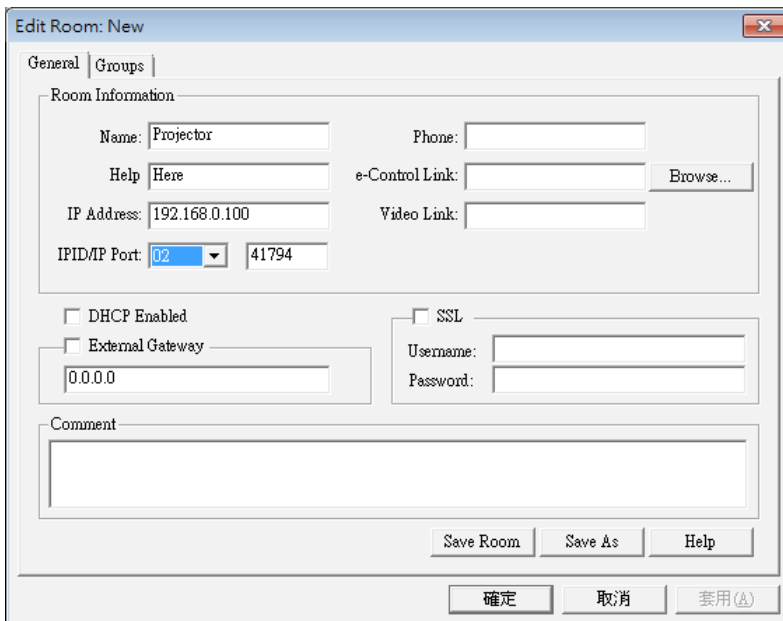 Edit Room: New
General Groups
Room Information
Name: Projector Phone:
Help Here e-Control Link: Browse...
IP Address: 192.168.0.100 Video Link:
IPID/IP Port: 02 41794
DHCP Enabled SSL
External Gateway Username:
0.0.0.0 Password:
Comment
Save Room Save As Help
確定 取消 套用(A)